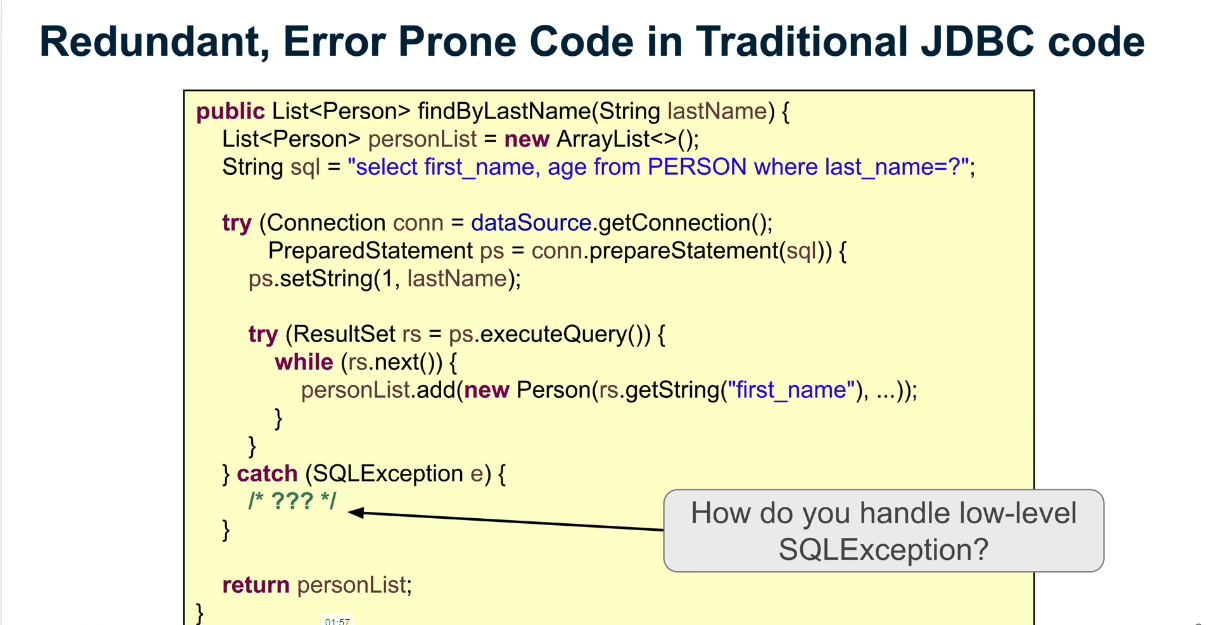 Redundant, Error Prone Code in Traditional JDBC code
public List<Person> findByLastName(String lastName) {
List<Person> personList = new ArrayList<>();
String sql = "select first_name, age from PERSON where last_name=?";
try (Connection conn = dataSource.getConnection();
PreparedStatement ps = conn.prepareStatement(sql)) {
ps.setString(1, lastName);
try (ResultSet rs = ps.executeQuery()) {
while (rs.next()) {
personList.add(new Person(rs.getString("first_name"), ...));
}
}
} catch (SQLException e) {
/* ??? */
}
How do you handle low-level
SQLException?
return personList;
}
01:57